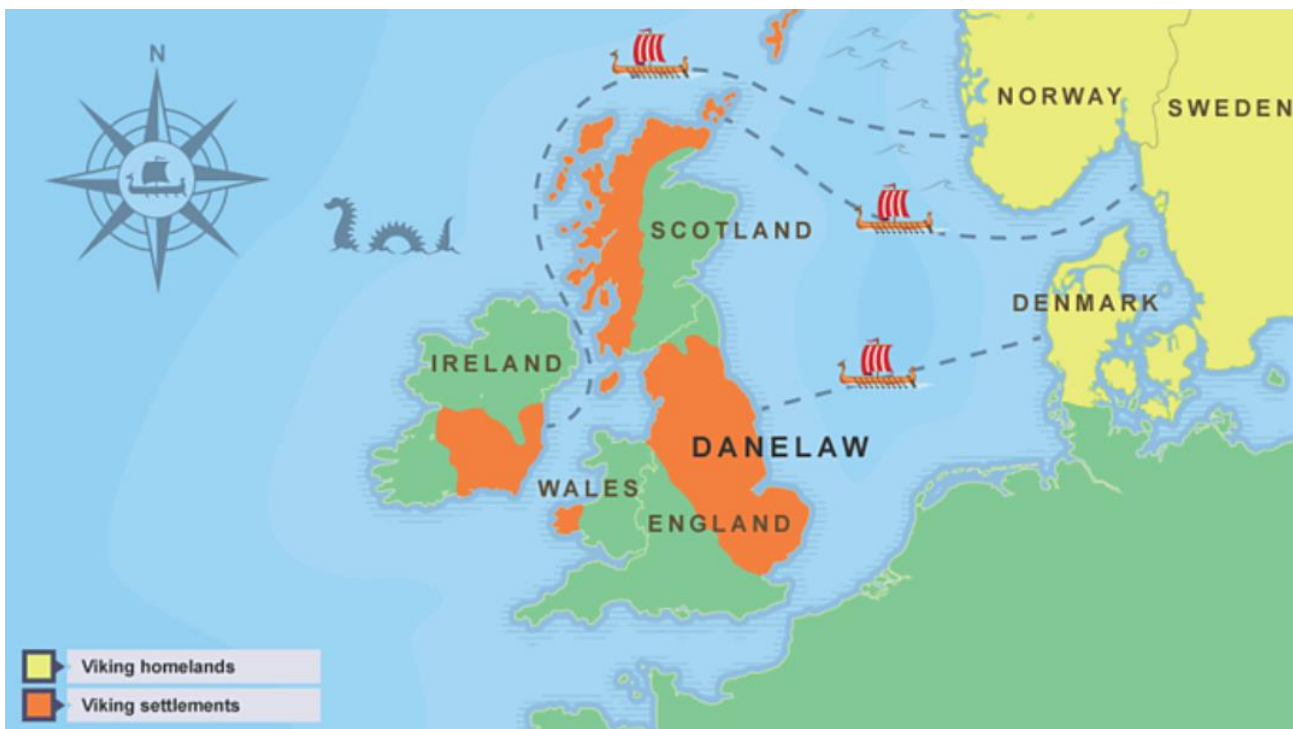 N
NORWAY
SWEDEN
SCOTLAND
DENMARK
IRELAND
DANELAW
WALES
ENGLAND
Viking homelands
Viking settlements